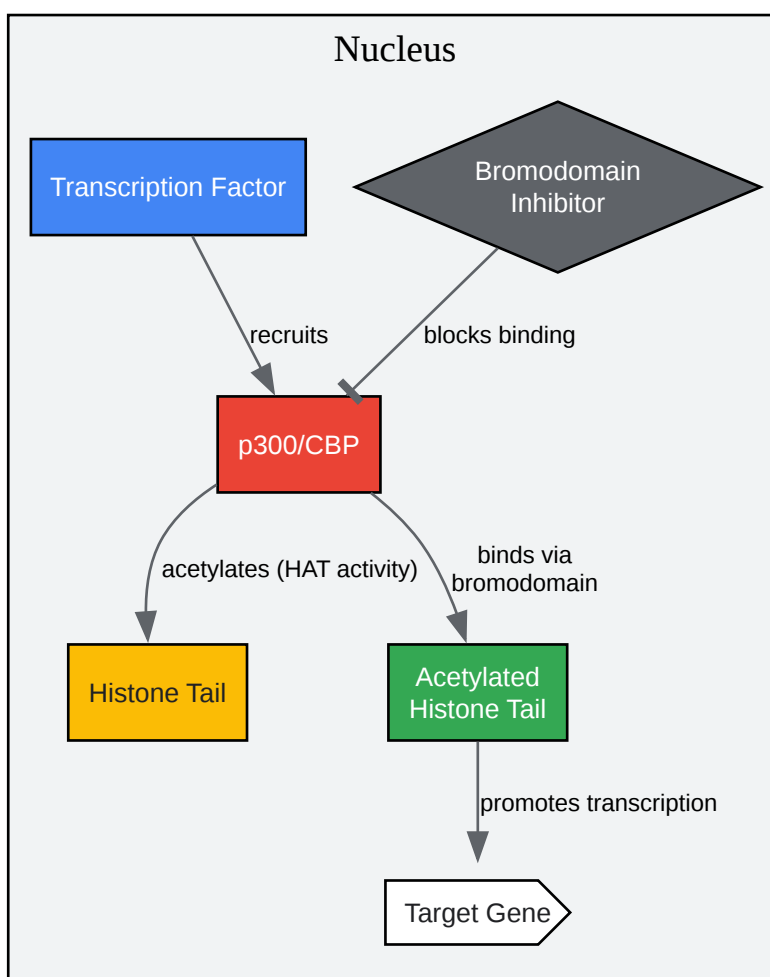 Nucleus
Transcription Factor
Bromodomain
Inhibitor
recruits
blocks binding
p300/CBP
acetylates (HAT activity)
binds via
bromodomain
Histone Tail
Acetylated
Histone Tail
promotes transcription
Target Gene